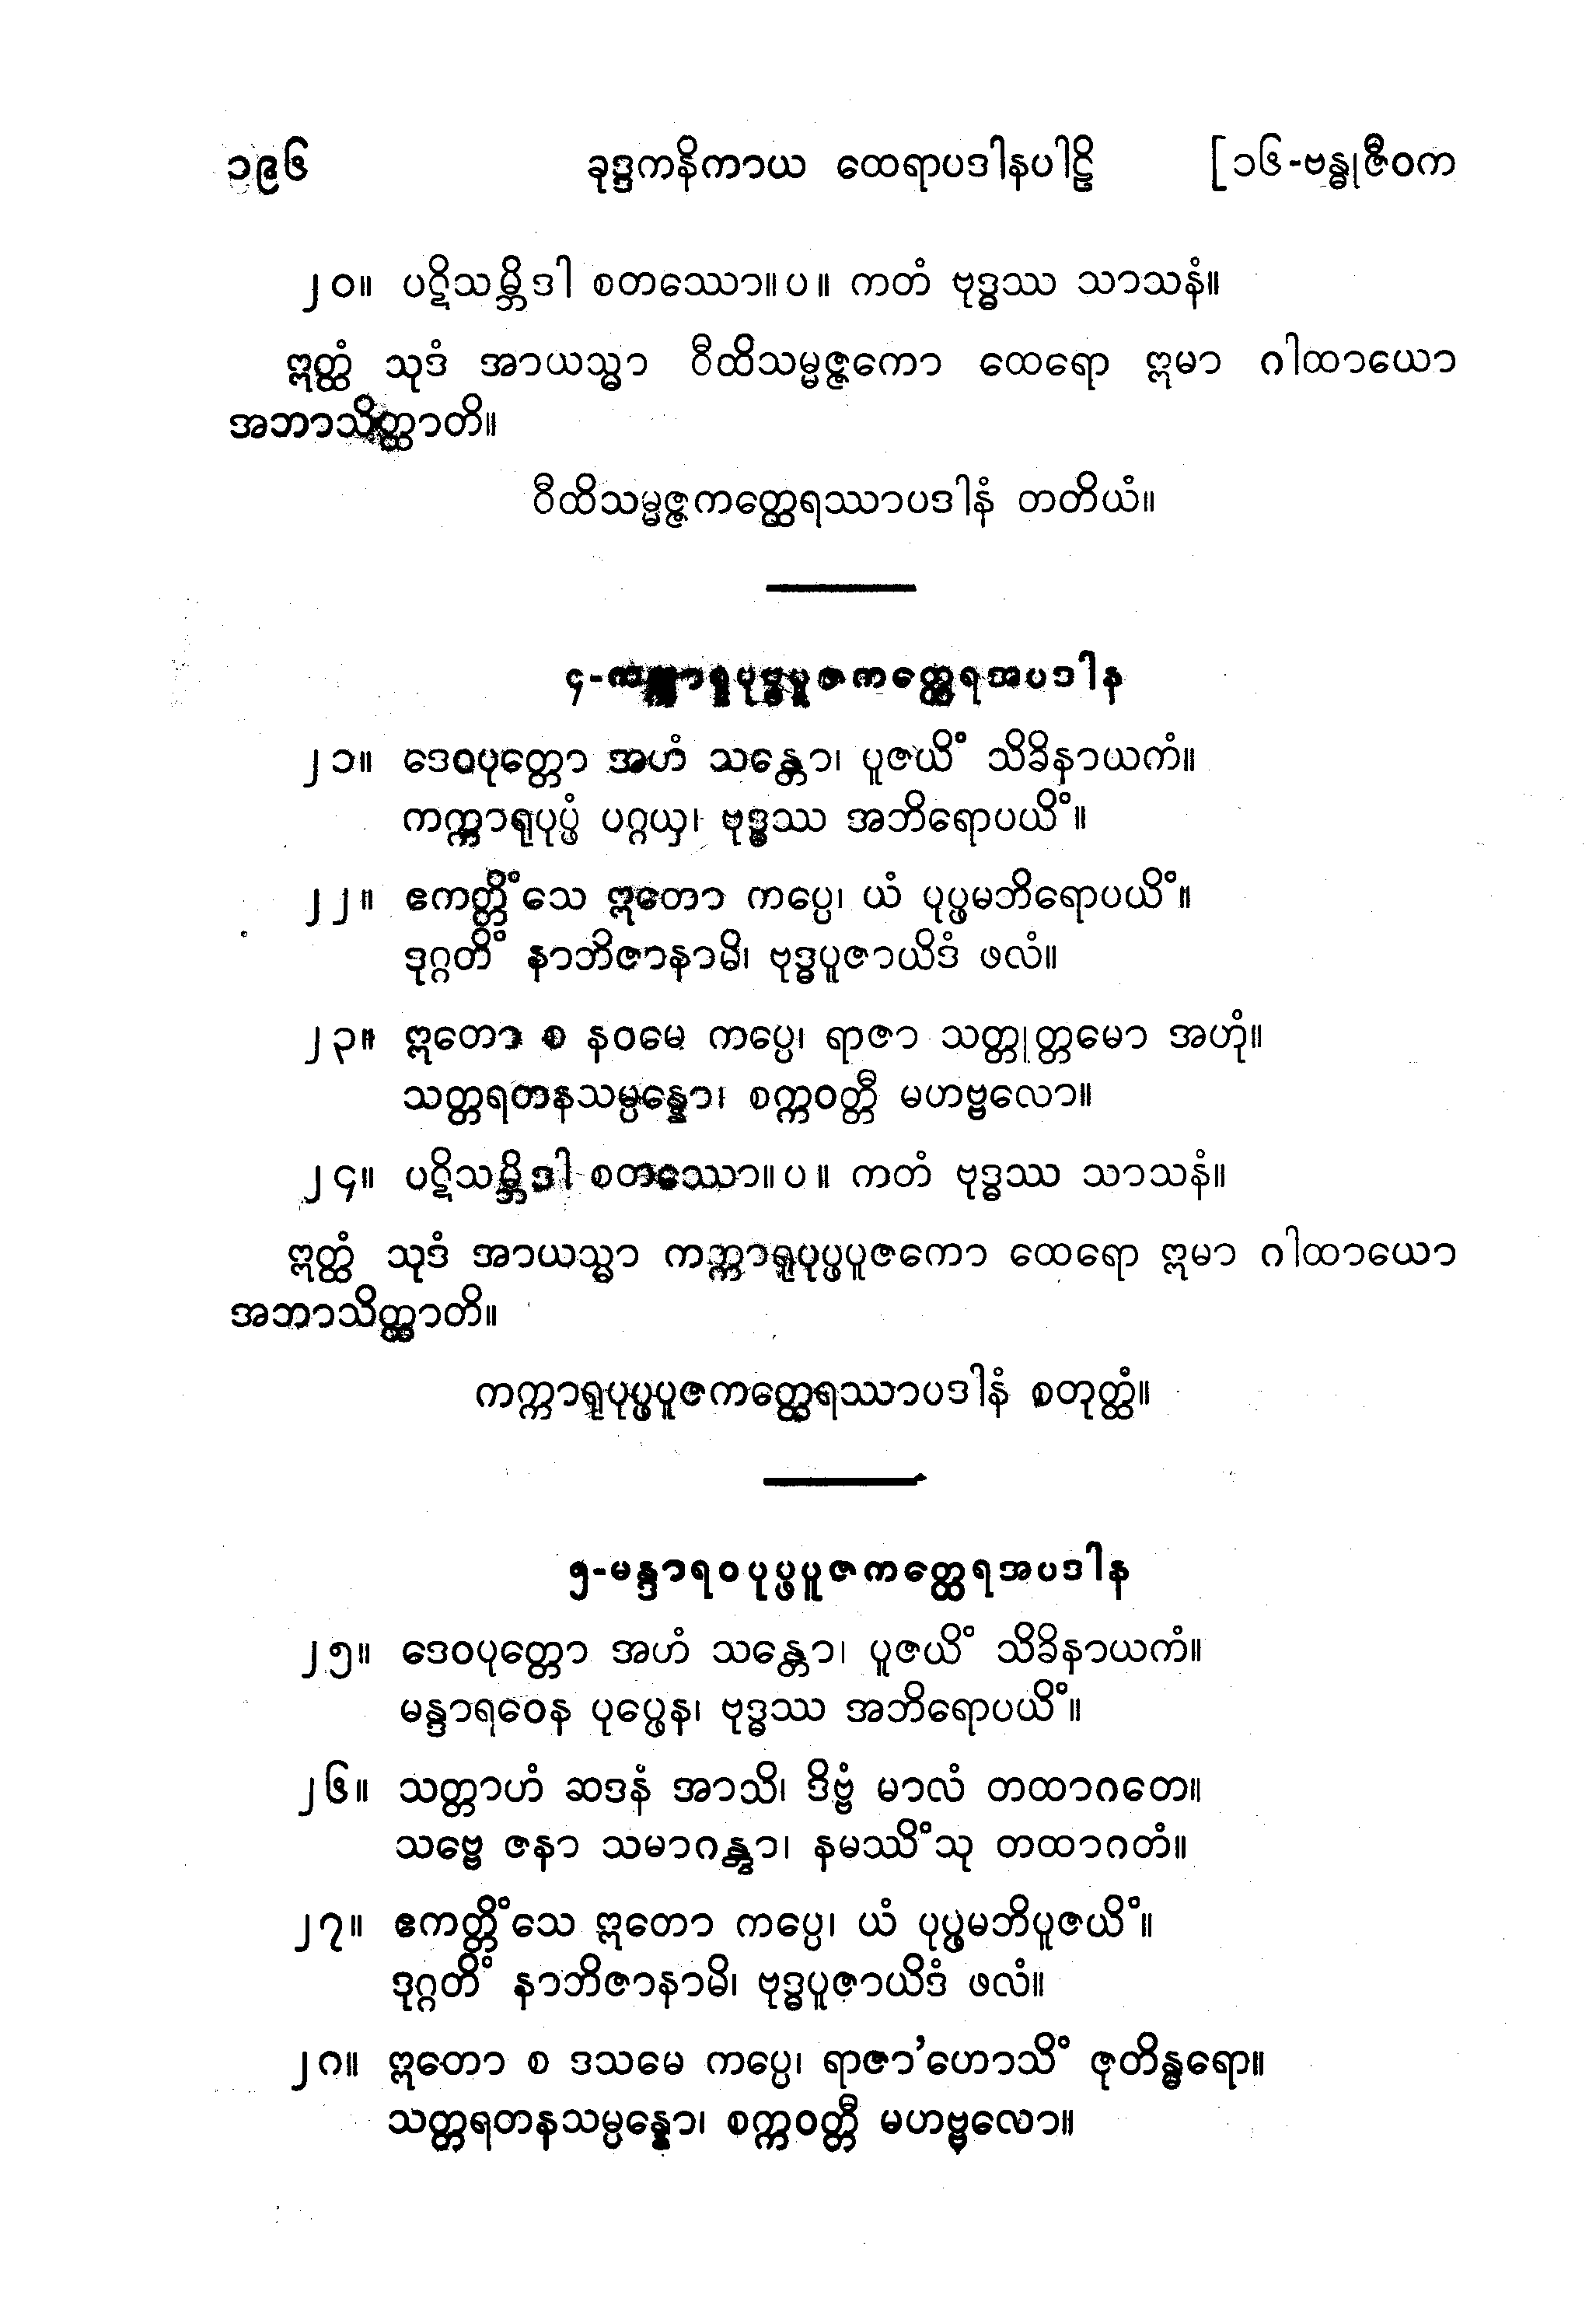 ၁၉၆ ခုဒ္ဒကနိကာယ ထေရာပဒါနပါဠိ [၁၆-ဗန္ဓုဇီဝက
၂၀။ ပဋိသမ္ဘိဒါ စတဿော။ပ။ ကတံ ဗုဒ္ဓဿ သာသနံ။
ဣတ္ထံ သုဒံ အာယသ္မာ ဝီထိသမ္မဇ္ဇကော ထေရော ဣမာ ဂါထာယော
အဘာသိတ္ထာတိ။
ဝီထိသမ္မဇ္ဇကတ္ထေရဿာပဒါနံ တတိယံ။
၄-ကက္ကာရုပုပ္ဖပူဇကတ္ထေရအပဒါန
၂၁။ ဒေဝပုတ္တော အဟံ သန္တော၊ ပူဇယိံ သိခိနာယကံ။
ကက္ကာရုပုပ္ဖံ ပဂ္ဂယှ၊ ဗုဒ္ဓဿ အဘိရောပယိံ။
၂၂။ ဧကတ္တိံသေ ဣတော ကပ္ပေ၊ ယံ ပုပ္ဖမဘိရောပယိံ။
ဒုဂ္ဂတိံ နာဘိဇာနာမိ၊ ဗုဒ္ဓပူဇာယိဒံ ဖလံ။
၂၃။ ဣတော စ နဝမေ ကပ္ပေ၊ ရာဇာ သတ္တုတ္တမော အဟုံ။
သတ္တရတနသမ္ပန္နော၊ စက္ကဝတ္တီ မဟဗ္ဗလော။
၂၄။ ပဋိသမ္ဘိဒါ စတဿော။ပ။ ကတံ ဗုဒ္ဓဿ သာသနံ။
ဣတ္ထံ သုဒံ အာယသ္မာ ကက္ကာရုပုပ္ဖပူဇကော ထေရော ဣမာ ဂါထာယော
အဘာသိတ္ထာတိ။
ကက္ကာရုပုပ္ဖပူဇကတ္ထေရဿာပဒါနံ စတုတ္ထံ။
၅-မန္ဒာရဝပုပ္ဖပူဇကတ္ထေရအပဒါန
၂၅။ ဒေဝပုတ္တော အဟံ သန္တော၊ ပူဇယိံ သိခိနာယကံ။
မန္ဒာရဝေန ပုပ္ဖေန၊ ဗုဒ္ဓဿ အဘိရောပယိံ။
၂၆။ သတ္တာဟံ ဆဒနံ အာသိ၊ ဒိဗ္ဗံ မာလံ တထာဂတေ။
သဗ္ဗေ ဇနာ သမာဂန္တွာ၊ နမဿိံသု တထာဂတံ။
၂၇။ ဧကတ္တိံသေ ဣတော ကပ္ပေ၊ ယံ ပုပ္ဖမဘိပူဇယိံ။
ဒုဂ္ဂတိံ နာဘိဇာနာမိ၊ ဗုဒ္ဓပူဇာယိဒံ ဖလံ။
၂၈။ ဣတော စ ဒသမေ ကပ္ပေ၊ ရာဇာ’ဟောသိံ ဇုတိန္ဓရော။
သတ္တရတနသမ္ပန္နော၊ စက္ကဝတ္တီ မဟဗ္ဗလော။